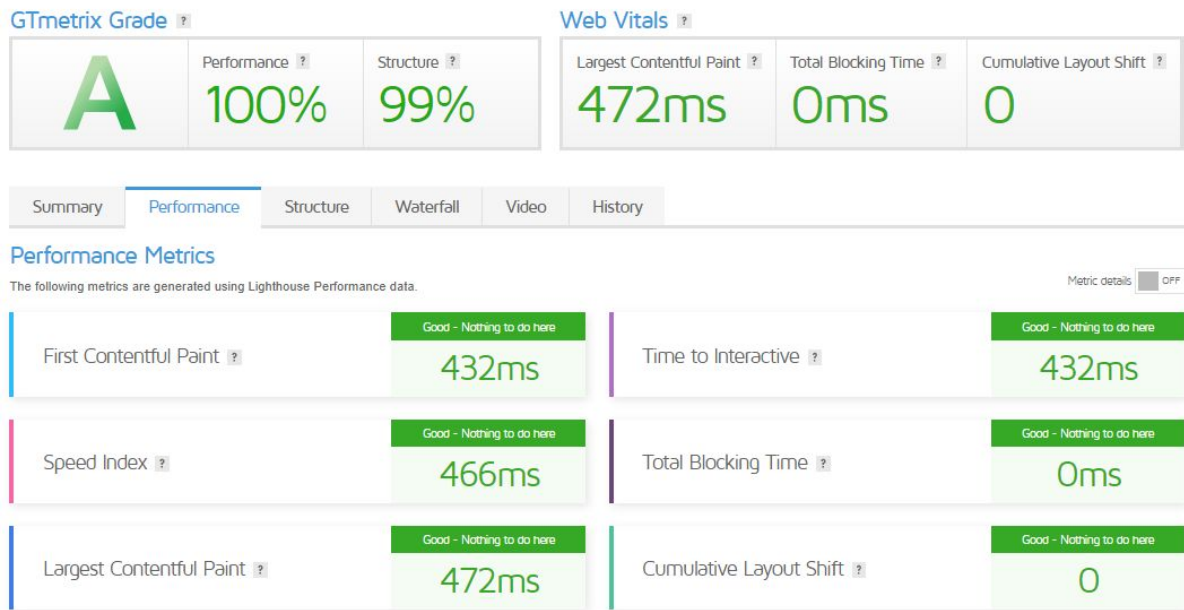 GTmetrix Grade ?
Web Vitals ?
A
Performance ?
100%
Structure ?
99%
Largest Contentful Paint ?
472ms
Total Blocking Time ?
0ms
Cumulative Layout Shift ?
0
Summary Performance Structure Waterfall Video History
Performance Metrics
The following metrics are generated using Lighthouse Performance data.
Metric details OFF
First Contentful Paint ?
Good - Nothing to do here
432ms
Time to Interactive ?
Good - Nothing to do here
432ms
Speed Index ?
Good - Nothing to do here
466ms
Total Blocking Time ?
Good - Nothing to do here
0ms
Largest Contentful Paint ?
Good - Nothing to do here
472ms
Cumulative Layout Shift ?
Good - Nothing to do here
0